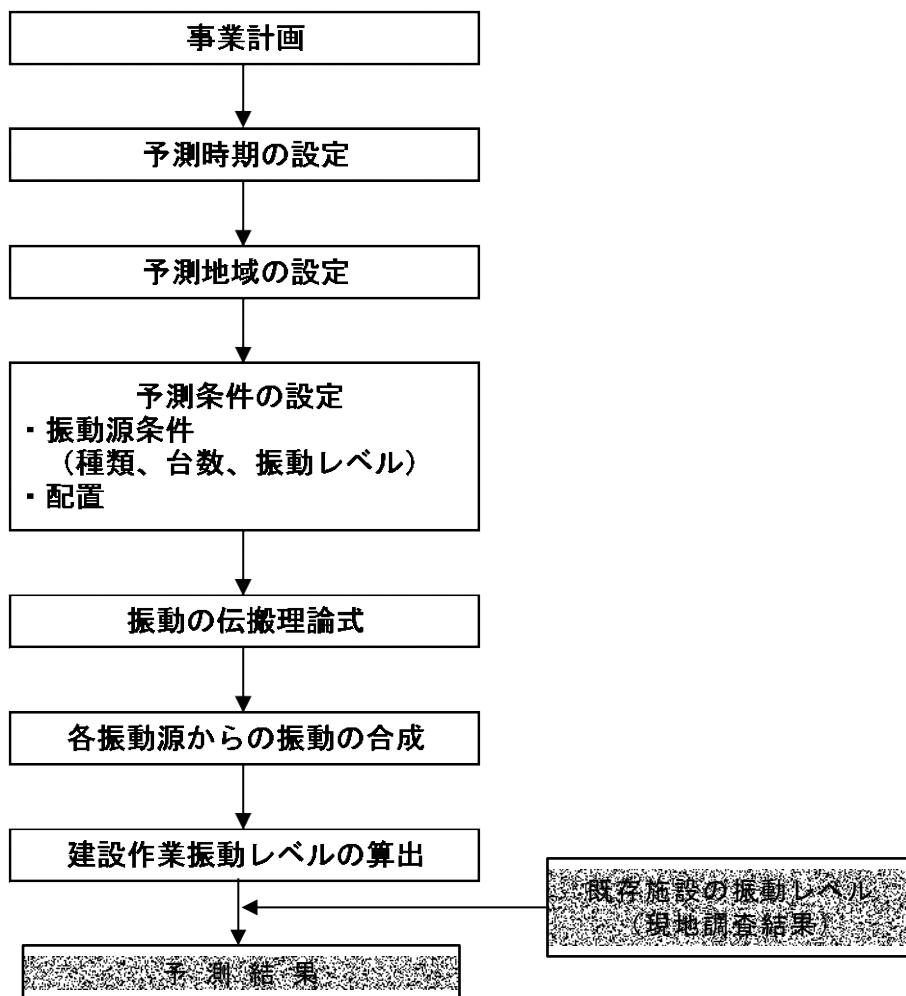 事業計画
予測時期の設定
予測地域の設定
予測条件の設定
・振動源条件
（種類、台数、振動レベル）
・配置
振動の伝搬理論式
各振動源からの振動の合成
建設作業振動レベルの算出
既存施設の振動レベル
（現地調査結果）
予測結果